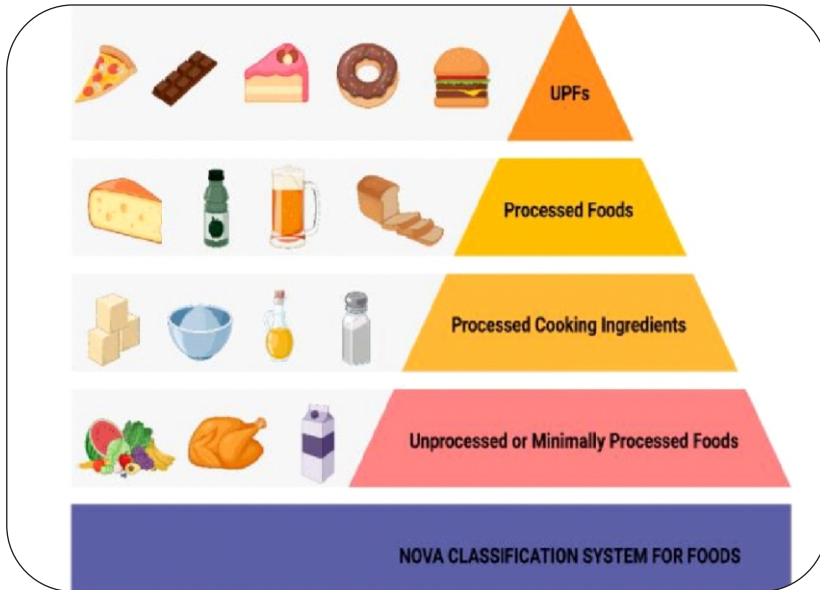 UPFs
Processed Foods
Processed Cooking Ingredients
Unprocessed or Minimally Processed Foods
NOVA CLASSIFICATION SYSTEM FOR FOODS